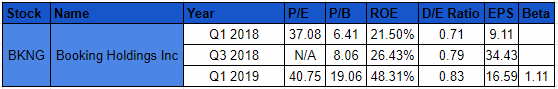 Stock Name Year P/E P/B ROE D/E Ratio EPS Beta
Q1 2018 37.08 6.41 21.50% 0.71 9.11
BKNG Booking Holdings Inc Q3 2018 N/A 8.06 26.43% 0.79 34.43
Q1 2019 40.75 19.06 48.31% 0.83 16.59 1.11